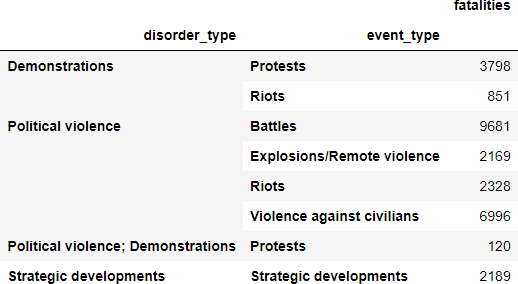 fatalities
disorder_type event_type
Demonstrations Protests 3798
Riots 851
Political violence Battles 9681
Explosions/Remote violence 2169
Riots 2328
Violence against civilians 6996
Political violence; Demonstrations Protests 120
Strategic developments Strategic developments 2189